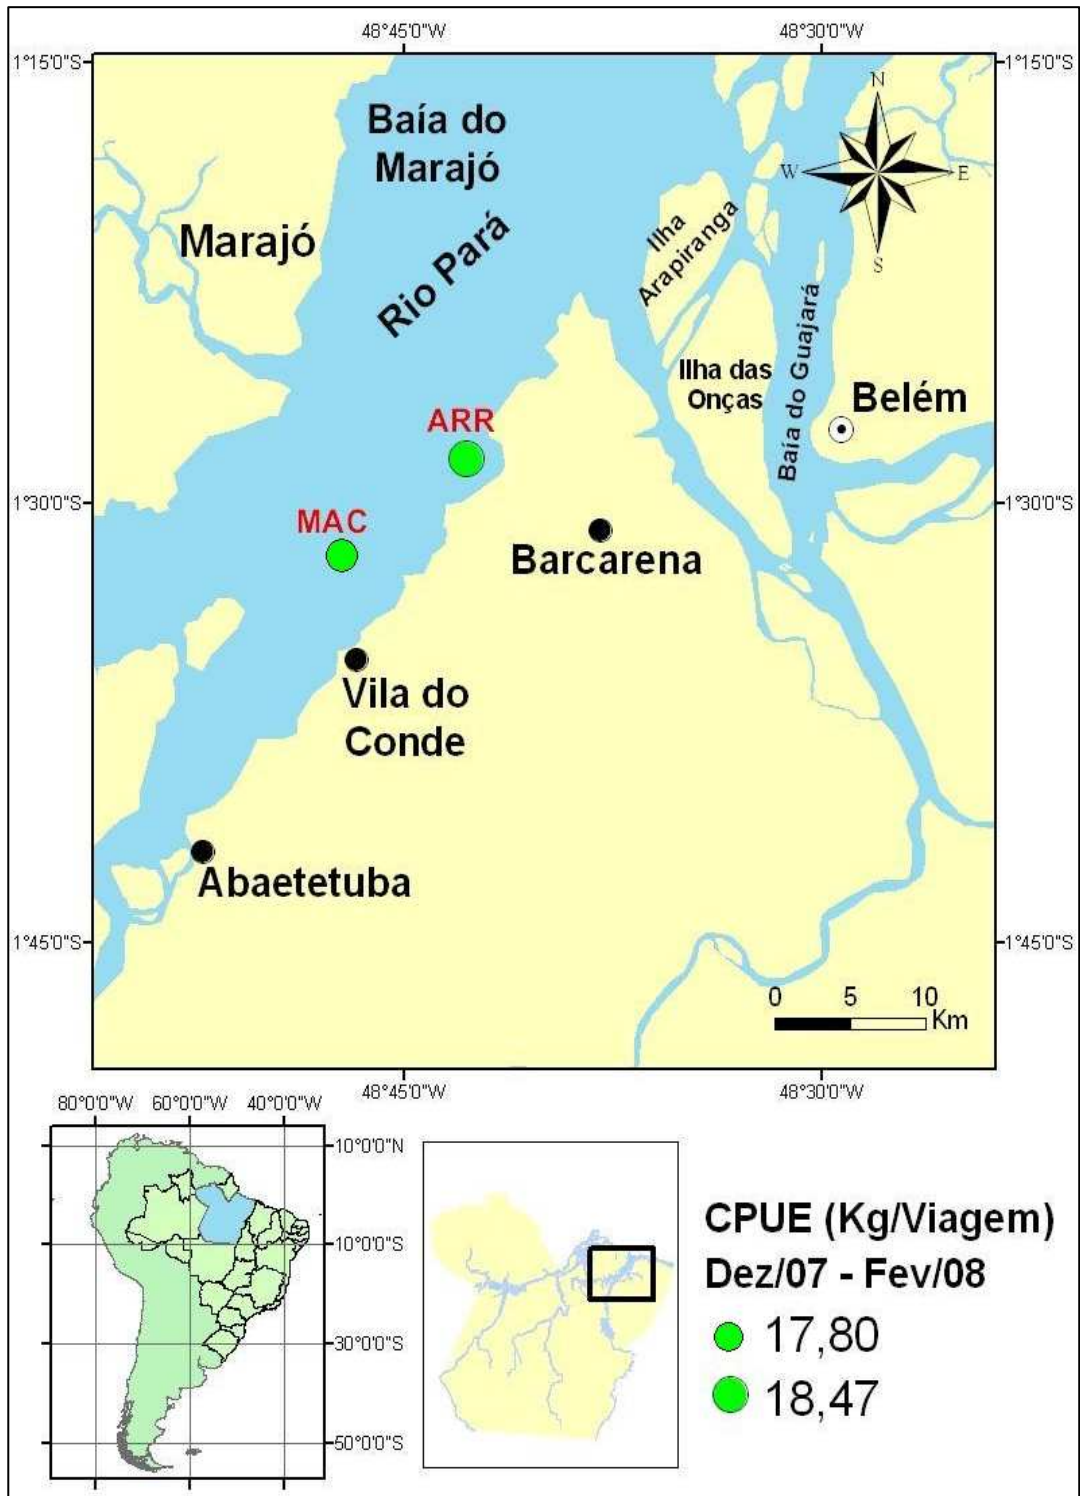 48°45'0"W 48°30'0"W
1°15'0"S 1°15'0"S
N
W E
S
Baía do
Marajó
Marajó
Rio Pará
Ilha
Arapiranga
Ilha das
Onças
Baía do Guajará
Belém
ARR
1°30'0"S 1°30'0"S
MAC
Barcarena
Vila do
Conde
Abaetetuba
1°45'0"S 1°45'0"S
0 5 10
Km
48°45'0"W 48°30'0"W
80°0'0"W 60°0'0"W 40°0'0"W
10°0'0"N
10°0'0"S
30°0'0"S
50°0'0"S
CPUE (Kg/Viagem)
Dez/07 - Fev/08
17,80
18,47